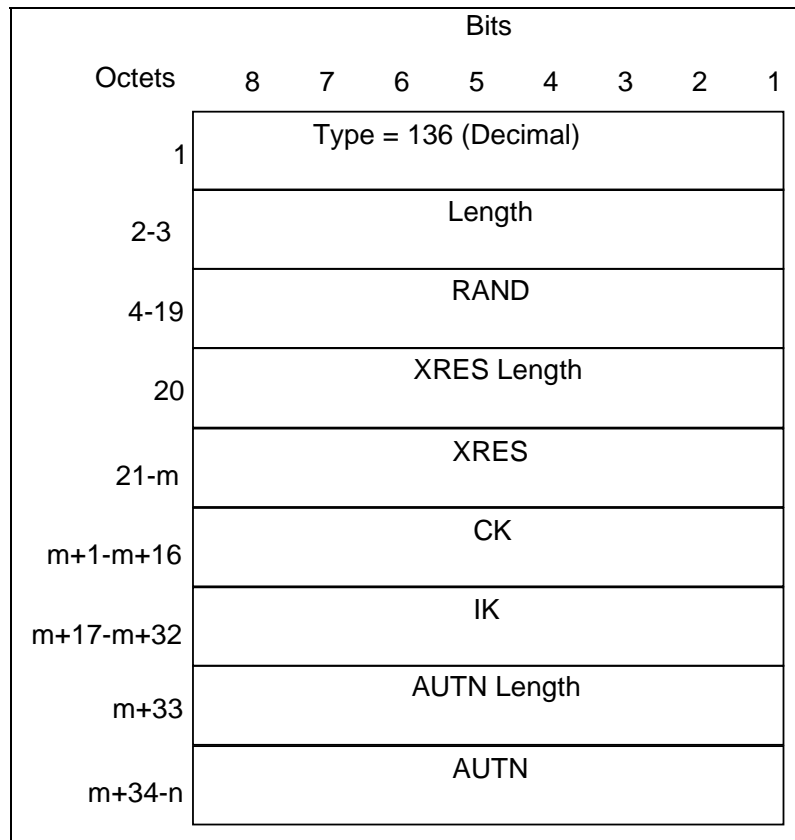 Bits
Octets 8 7 6 5 4 3 2 1
1 Type = 136 (Decimal)
2-3 Length
4-19 RAND
20 XRES Length
21-m XRES
m+1-m+16 CK
m+17-m+32 IK
m+33 AUTN Length
m+34-n AUTN